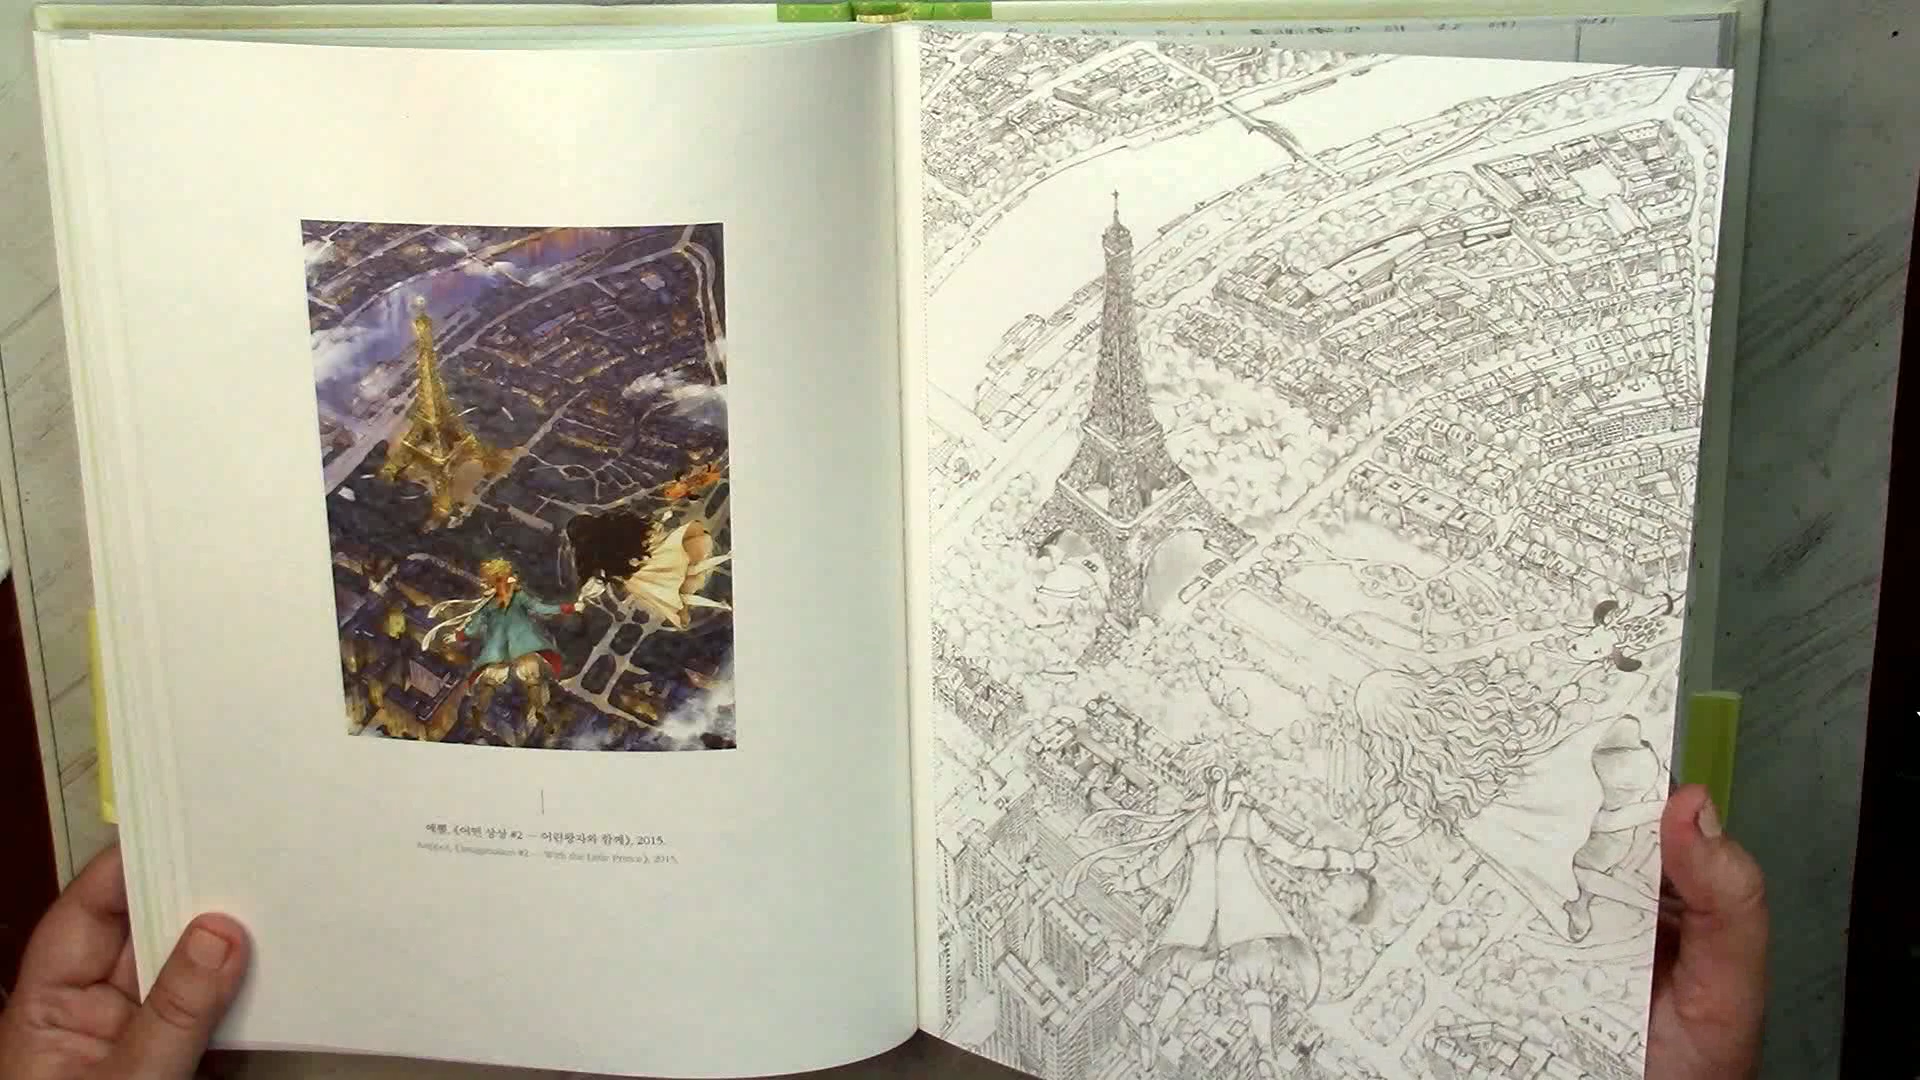 애뽈, 《어떤 상상 #2 — 어린왕자와 함께》, 2015.
Aeppol, 《Imagination #2 — With the Little Prince》, 2015.